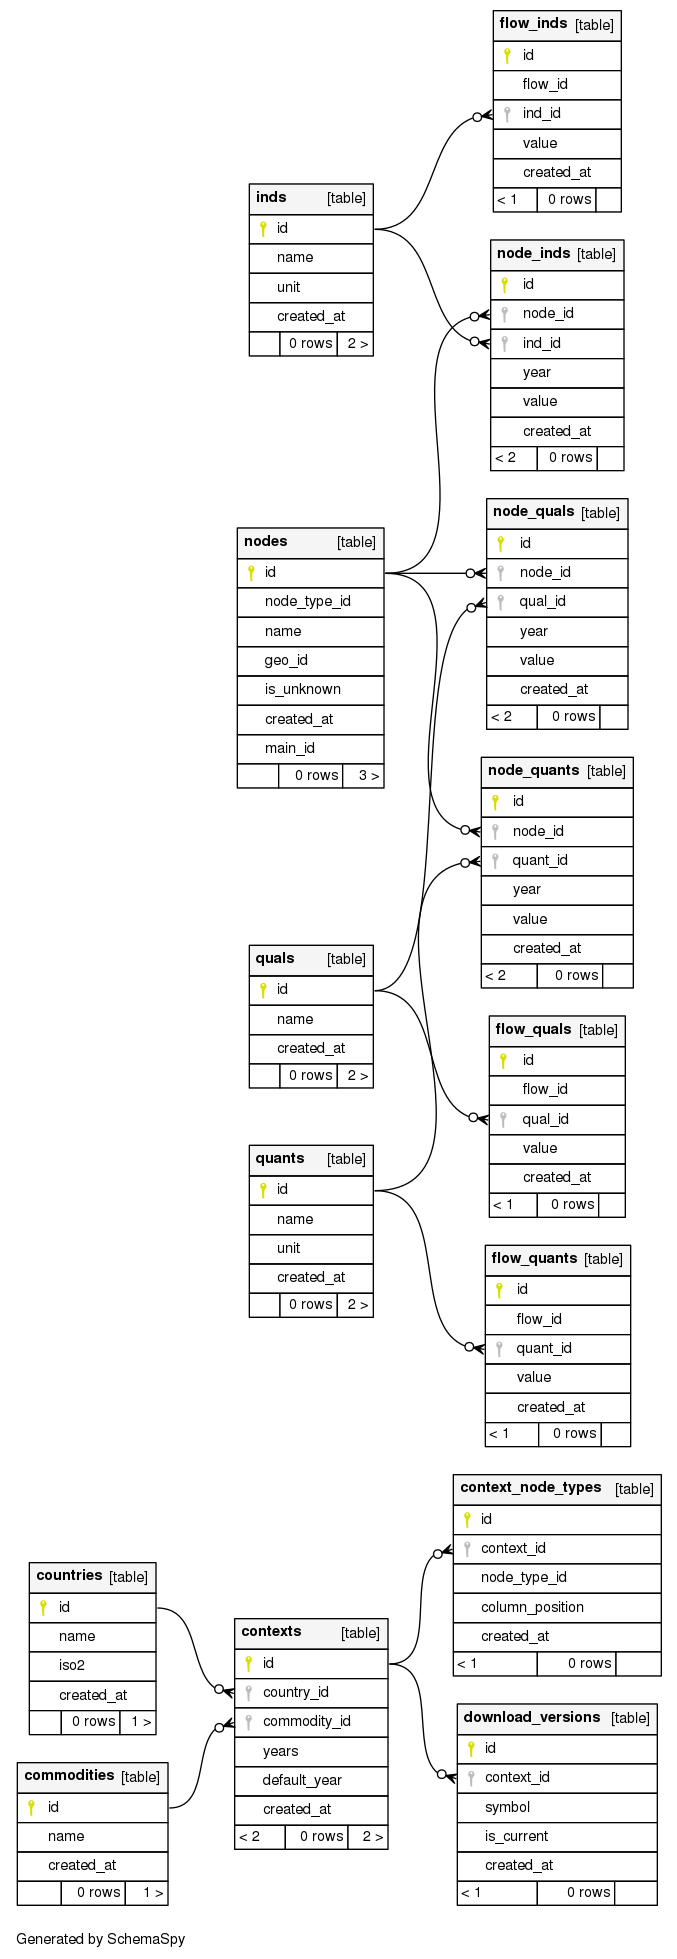 flow_inds [table]
id
flow_id
ind_id
value
created_at
< 1 0 rows
inds [table]
id
name
unit
created_at
0 rows 2 >
node_inds [table]
id
node_id
ind_id
year
value
created_at
< 2 0 rows
node_quals [table]
id
node_id
qual_id
year
value
created_at
< 2 0 rows
nodes [table]
id
node_type_id
name
geo_id
is_unknown
created_at
main_id
0 rows 3 >
node_quants [table]
id
node_id
quant_id
year
value
created_at
< 2 0 rows
quals [table]
id
name
created_at
0 rows 2 >
flow_quals [table]
id
flow_id
qual_id
value
created_at
< 1 0 rows
quants [table]
id
name
unit
created_at
0 rows 2 >
flow_quants [table]
id
flow_id
quant_id
value
created_at
< 1 0 rows
context_node_types [table]
id
context_id
node_type_id
column_position
created_at
< 1 0 rows
countries [table]
id
name
iso2
created_at
0 rows 1 >
contexts [table]
id
country_id
commodity_id
years
default_year
created_at
< 2 0 rows 2 >
download_versions [table]
id
context_id
symbol
is_current
created_at
< 1 0 rows
commodities [table]
id
name
created_at
0 rows 1 >
Generated by SchemaSpy